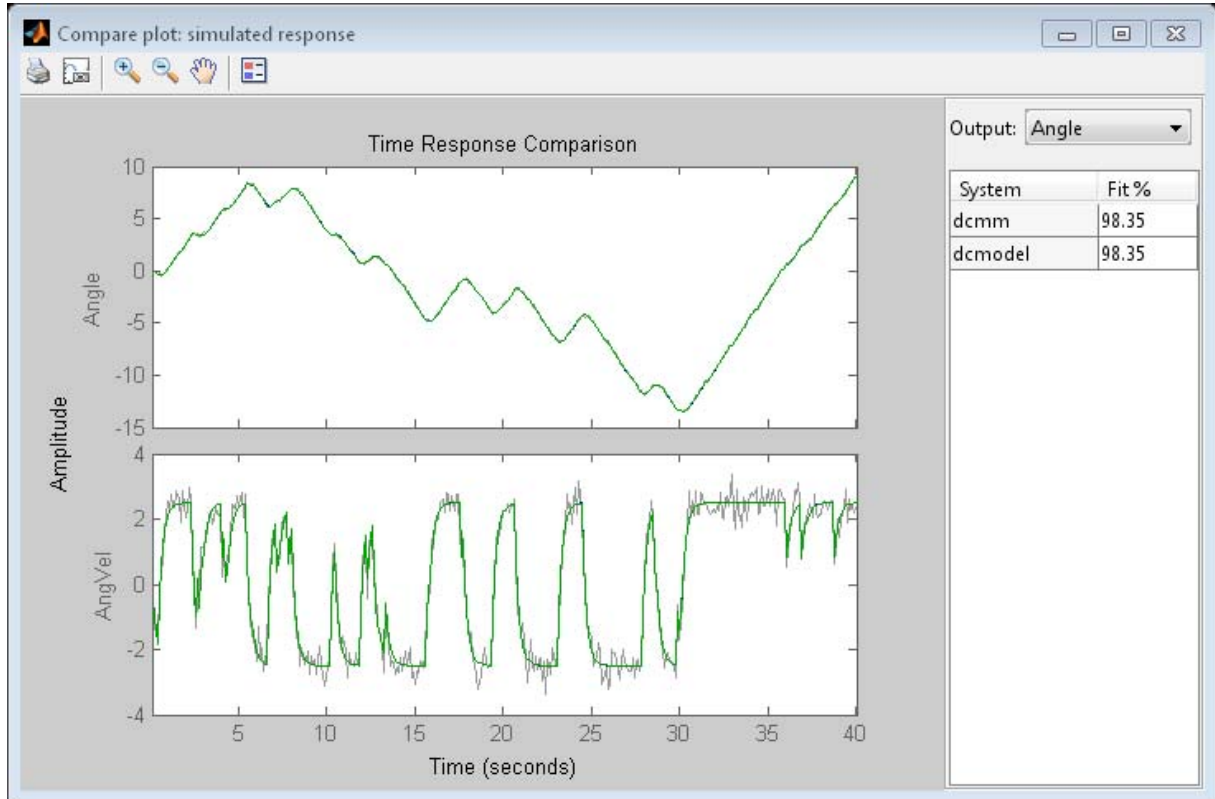 Compare plot: simulated response
Output: Angle
System Fit %
dcmm 98.35
dcmodel 98.35
Time Response Comparison
Amplitude
Angle
10
5
0
-5
-10
-15
AngVel
4
2
0
-2
-4
5 10 15 20 25 30 35 40
Time (seconds)